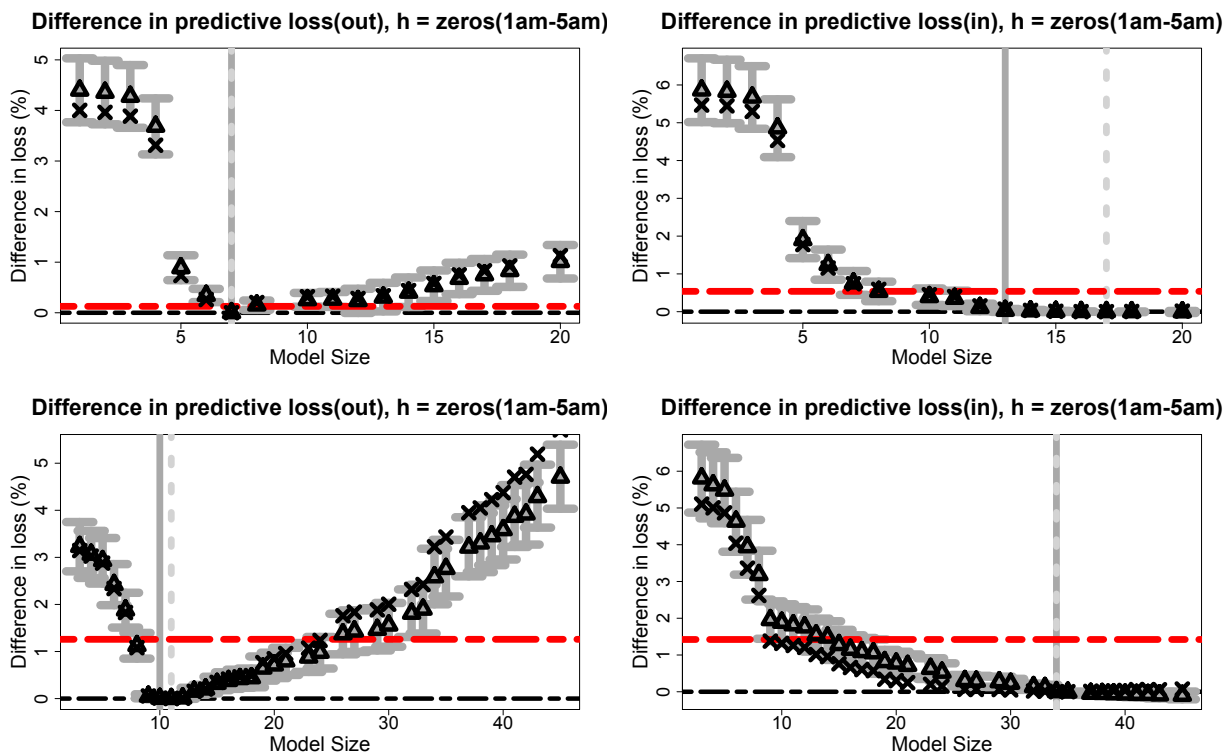 Difference in predictive loss(out), h = zeros(1am-5am)
Difference in loss (%)
5
4
3
2
1
0
5 10 15 20
Model Size
Difference in predictive loss(in), h = zeros(1am-5am)
Difference in loss (%)
6
5
4
3
2
1
0
5 10 15 20
Model Size
Difference in predictive loss(out), h = zeros(1am-5am)
Difference in loss (%)
5
4
3
2
1
0
10 20 30 40
Model Size
Difference in predictive loss(in), h = zeros(1am-5am)
Difference in loss (%)
6
5
4
3
2
1
0
10 20 30 40
Model Size